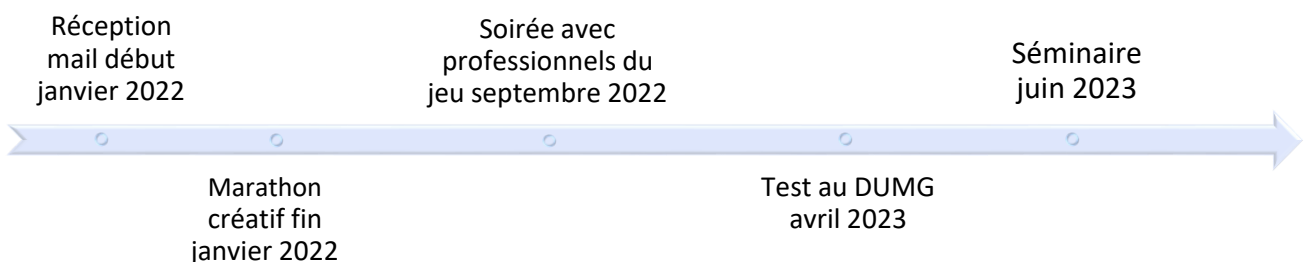 Réception
mail début
janvier 2022
Soirée avec
professionnels du
jeu septembre 2022
Séminaire
juin 2023
Marathon
créatif fin
janvier 2022
Test au DUMG
avril 2023